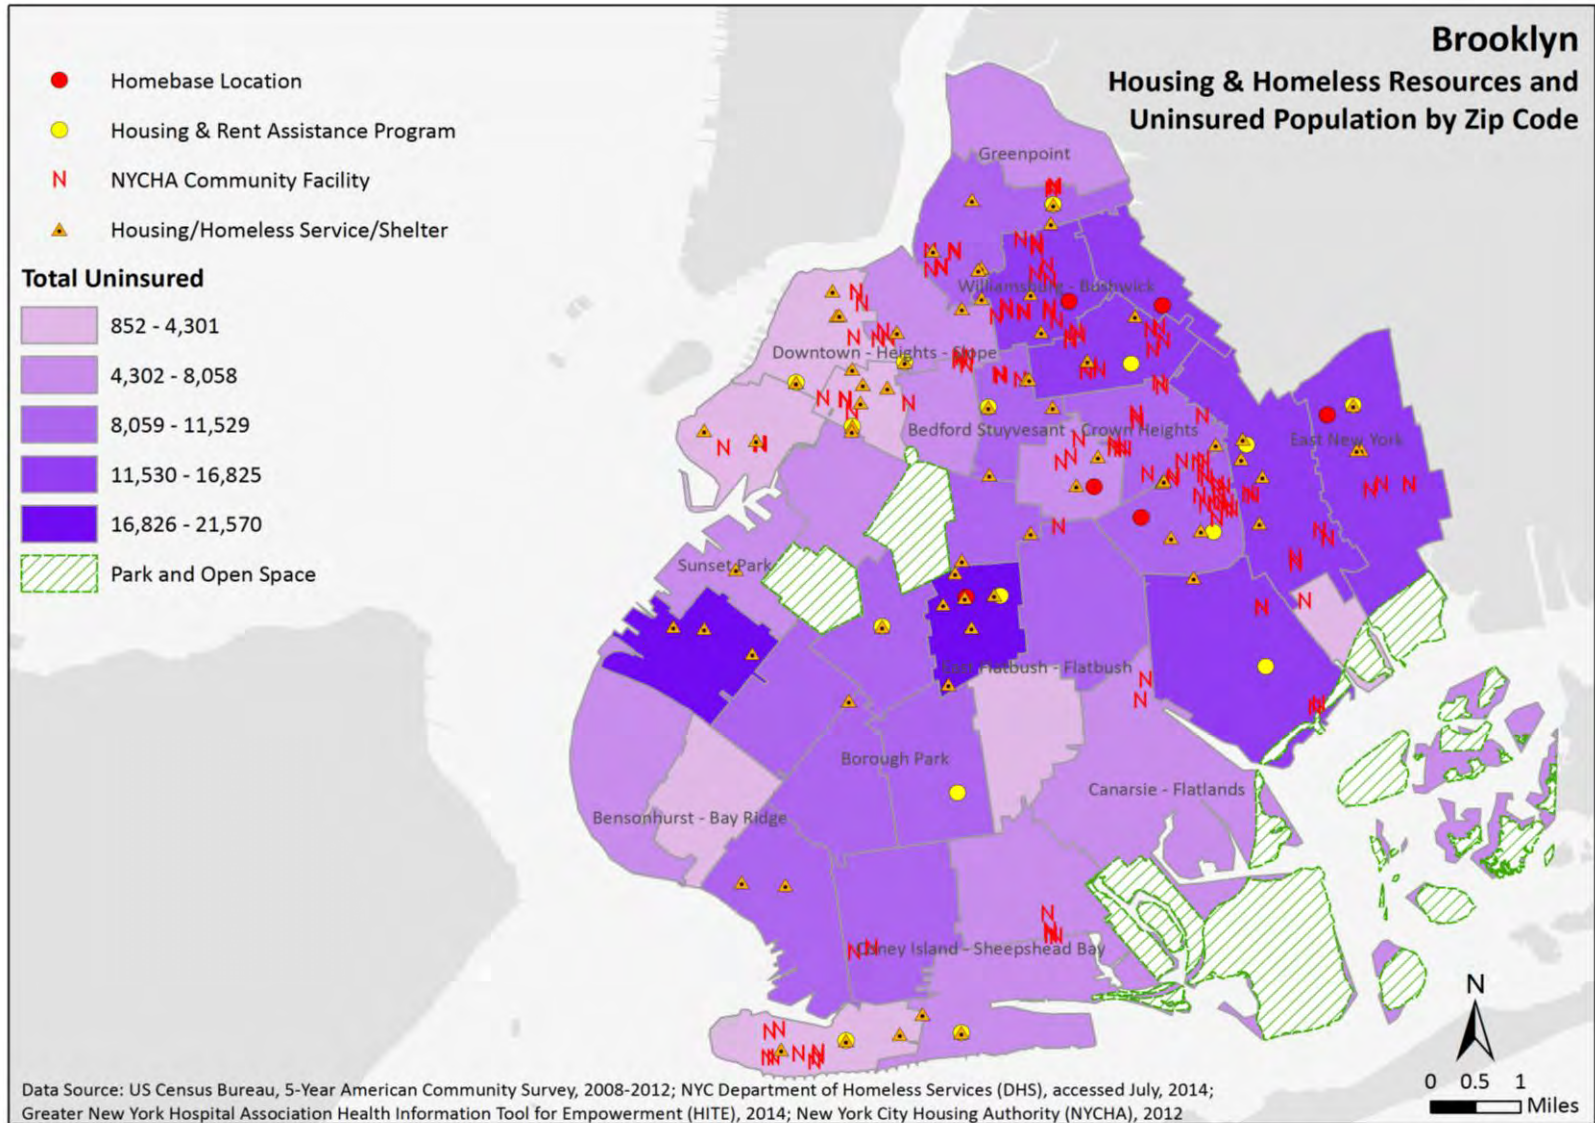 Brooklyn
Housing & Homeless Resources and
Uninsured Population by Zip Code
Homebase Location
Housing & Rent Assistance Program
N NYCHA Community Facility
Housing/Homeless Service/Shelter
Total Uninsured
852 - 4,301
4,302 - 8,058
8,059 - 11,529
11,530 - 16,825
16,826 - 21,570
Park and Open Space
Greenpoint
Williamsburg - Bushwick
Downtown - Heights - Slope
Bedford Stuyvesant - Crown Heights
East New York
Sunset Park
East Flatbush - Flatbush
Borough Park
Canarsie - Flatlands
Bensonhurst - Bay Ridge
Coney Island - Sheepshead Bay
N
0 0.5 1
Miles
Data Source: US Census Bureau, 5-Year American Community Survey, 2008-2012; NYC Department of Homeless Services (DHS), accessed July, 2014;
Greater New York Hospital Association Health Information Tool for Empowerment (HITE), 2014; New York City Housing Authority (NYCHA), 2012